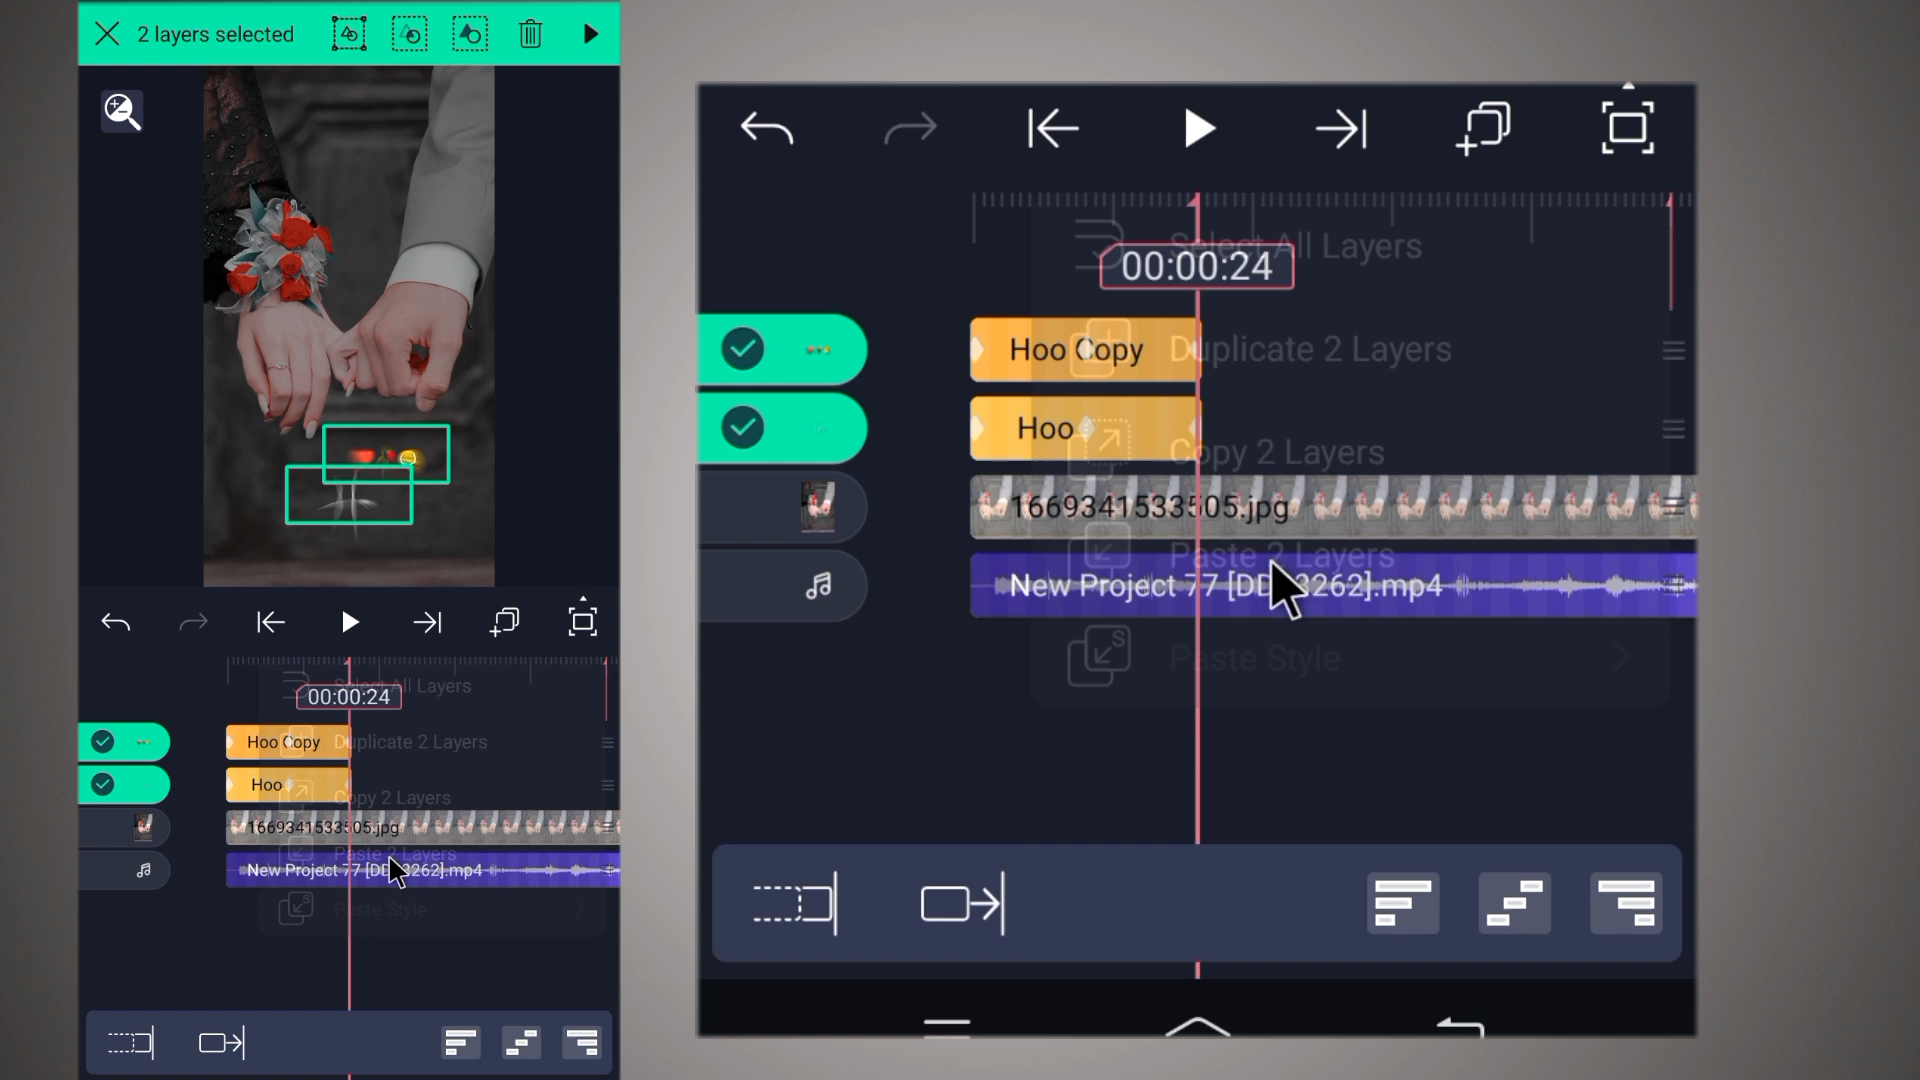 2 layers selected
Select All Layers
00:00:24
Hoo Copy
Duplicate 2 Layers
Hoo
Copy 2 Layers
1669341533505.jpg
Paste 2 Layers
New Project 77 [DD 3262].mp4
Paste Style
Select All Layers
00:00:24
Hoo Copy
Duplicate 2 Layers
Hoo
Copy 2 Layers
1669341533505.jpg
Paste 2 Layers
New Project 77 [DD 3262].mp4
S
Paste Style